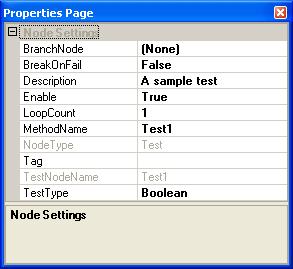 Properties Page
Node Settings
BranchNode (None)
BreakOnFail False
Description A sample test
Enable True
LoopCount 1
MethodName Test1
NodeType Test
Tag
TestNodeName Test1
TestType Boolean
Node Settings